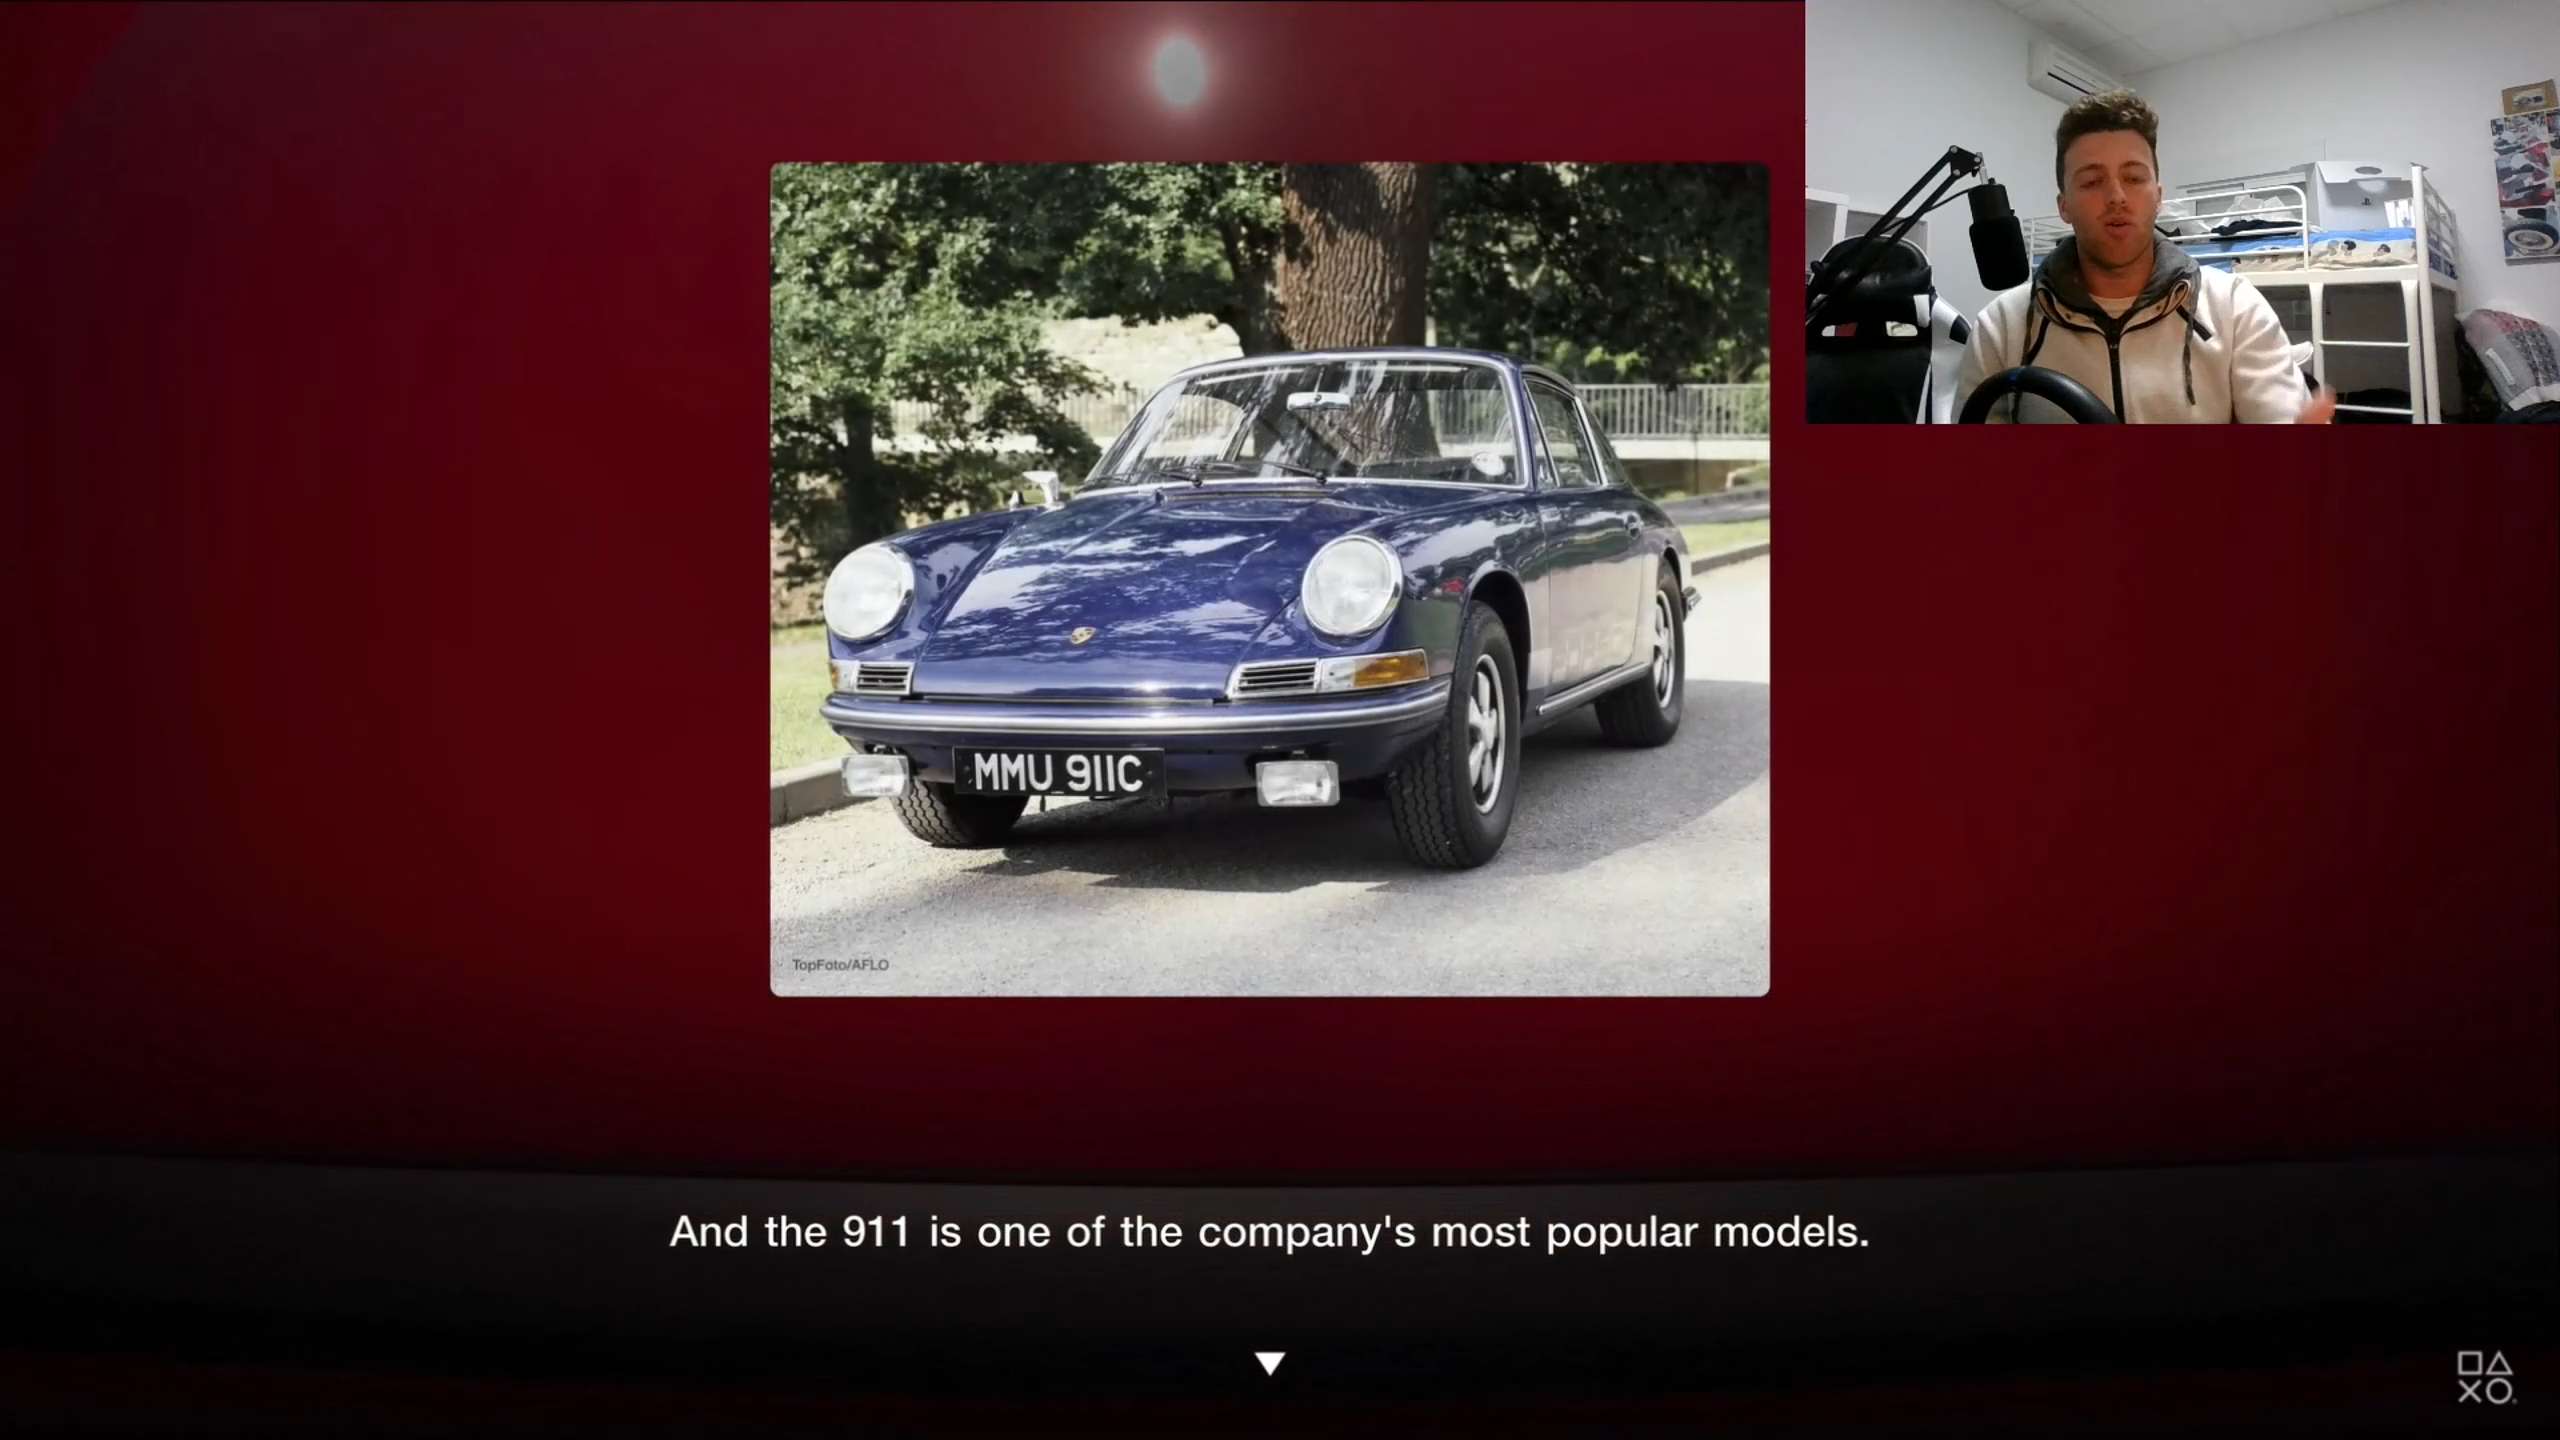 MMU 911C
TopFoto/AFLO
And the 911 is one of the company's most popular models.